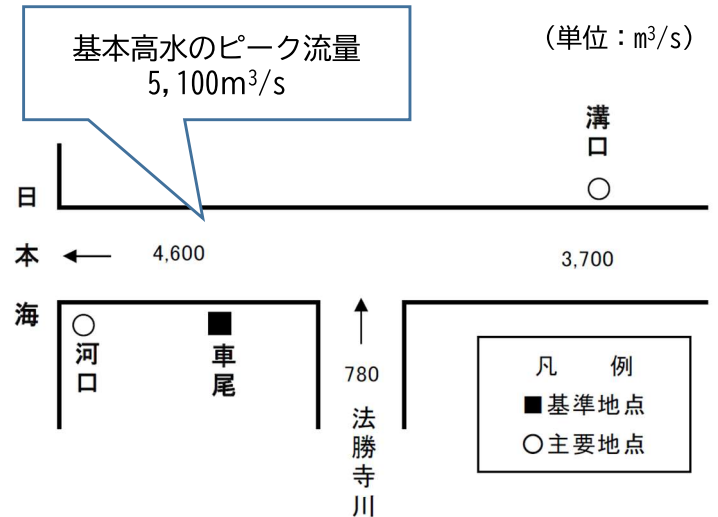 基本高水のピーク流量
5,100m³/s
(単位：m³/s)
溝口
日本海
4,600
3,700
河口
車尾
780
法勝寺川
凡　例
■基準地点
○主要地点